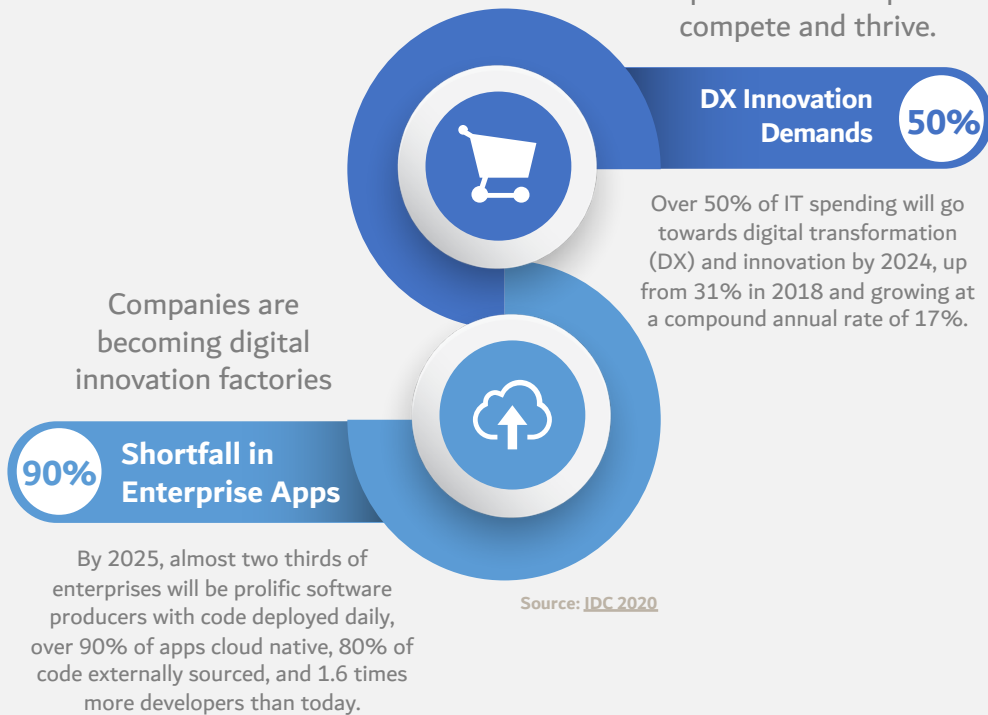 compete and thrive.
DX Innovation
Demands
50%
Over 50% of IT spending will go
towards digital transformation
(DX) and innovation by 2024, up
from 31% in 2018 and growing at
a compound annual rate of 17%.
Companies are
becoming digital
innovation factories
90%
Shortfall in
Enterprise Apps
By 2025, almost two thirds of
enterprises will be prolific software
producers with code deployed daily,
over 90% of apps cloud native, 80% of
code externally sourced, and 1.6 times
more developers than today.
Source: IDC 2020